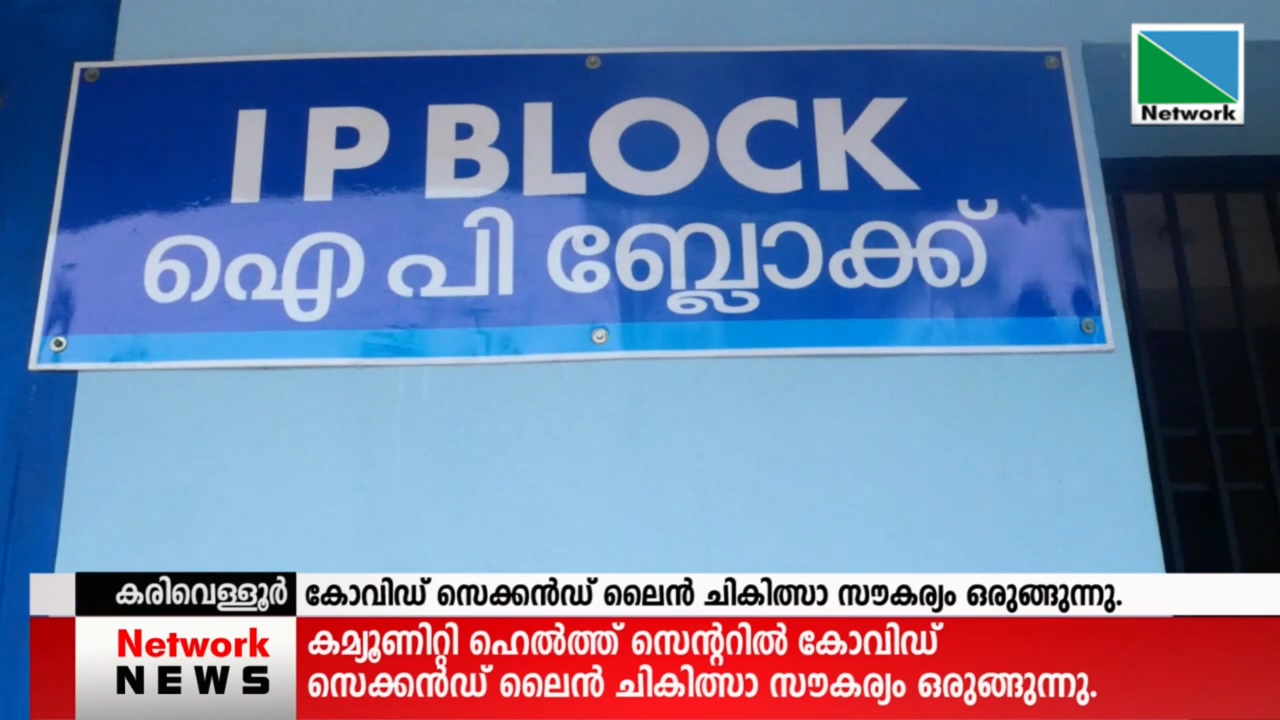 Network
I P BLOCK
ഐ പി ബ്ലോക്ക്
കരിവെള്ളൂർ
കോവിഡ് സെക്കൻഡ് ലൈൻ ചികിത്സാ സൗകര്യം ഒരുങ്ങുന്നു.
Network
NEWS
കമ്യൂണിറ്റി ഹെൽത്ത് സെന്ററിൽ കോവിഡ്
സെക്കൻഡ് ലൈൻ ചികിത്സാ സൗകര്യം ഒരുങ്ങുന്നു.